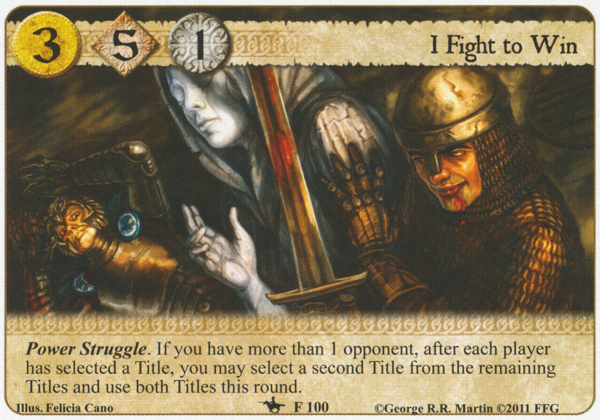 3 5 1 I Fight to Win
Power Struggle. If you have more than 1 opponent, after each player
has selected a Title, you may select a second Title from the remaining
Titles and use both Titles this round.
Illus. Felicia Cano F 100 ©George R.R. Martin ©2011 FFG